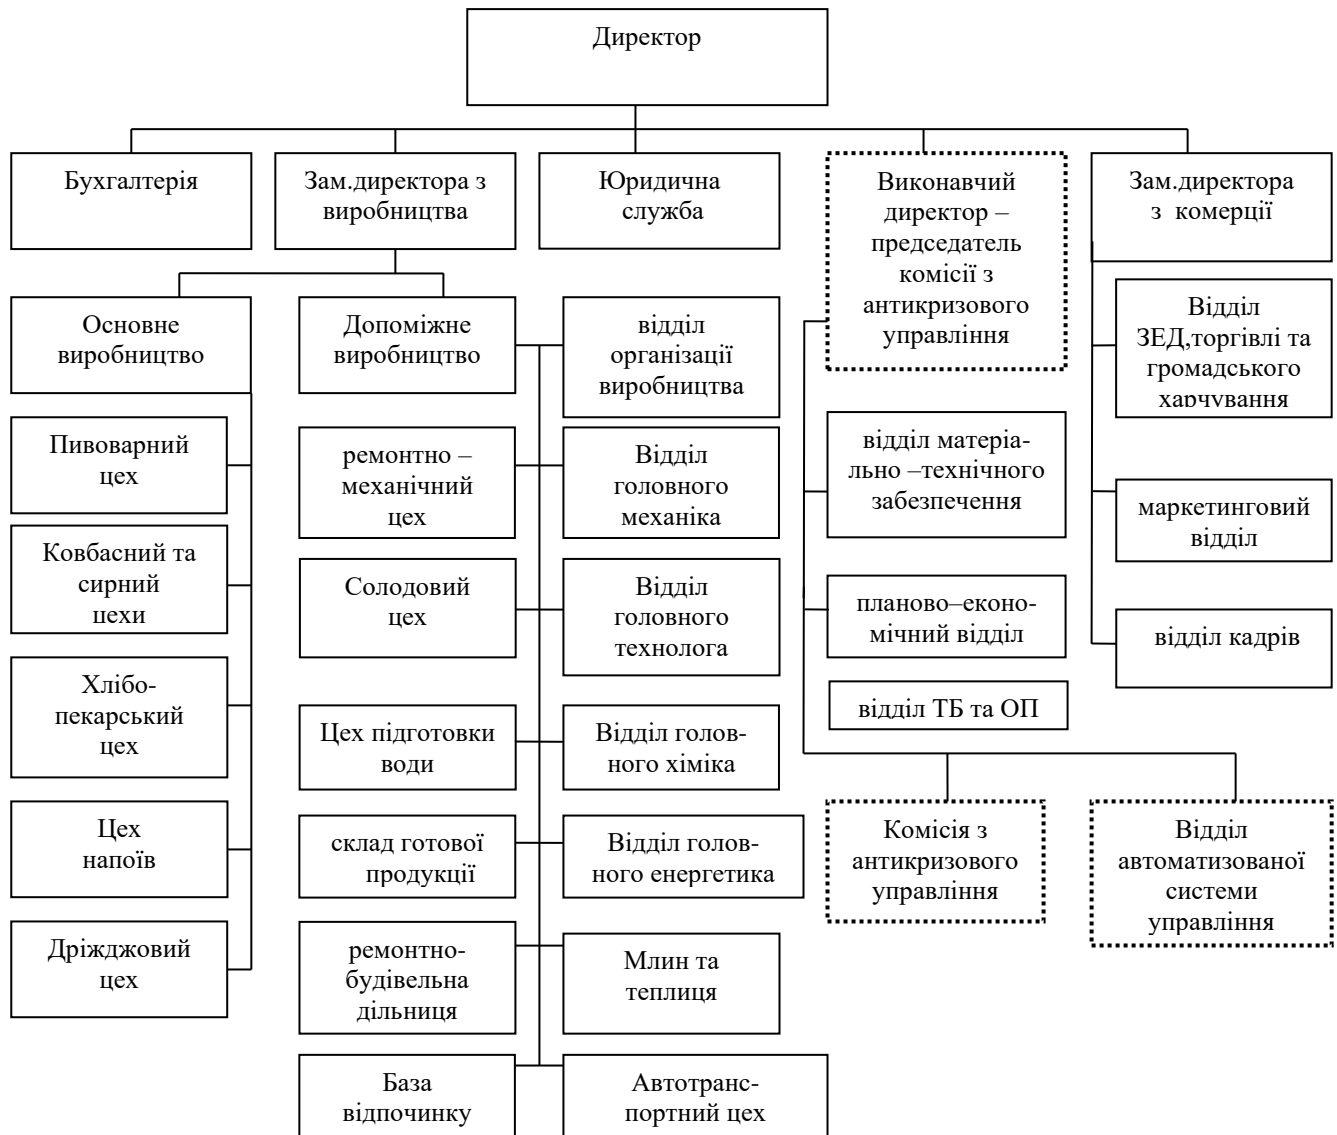 Директор
Бухгалтерія
Зам.директора з
виробництва
Юридична
служба
Виконавчий
директор –
председатель
комісії з
антикризового
управління
Зам.директора
з комерції
Основне
виробництво
Допоміжне
виробництво
відділ
організації
виробництва
Відділ
ЗЕД,торгівлі та
громадського
харчування
Пивоварний
цех
ремонтно –
механічний
цех
Відділ
головного
механіка
відділ матеріа-
льно –технічного
забезпечення
маркетинговий
відділ
Ковбасний та
сирний
цехи
Солодовий
цех
Відділ
головного
технолога
планово–еконо-
мічний відділ
відділ кадрів
Хлібо-
пекарський
цех
Цех підготовки
води
Відділ голов-
ного хіміка
відділ ТБ та ОП
Цех
напоїв
склад готової
продукції
Відділ голов-
ного енергетика
Комісія з
антикризового
управління
Відділ
автоматизованої
системи
управління
Дріжджовий
цех
ремонтно-
будівельна
дільниця
Млин та
теплиця
База
відпочинку
Автотранс-
портний цех